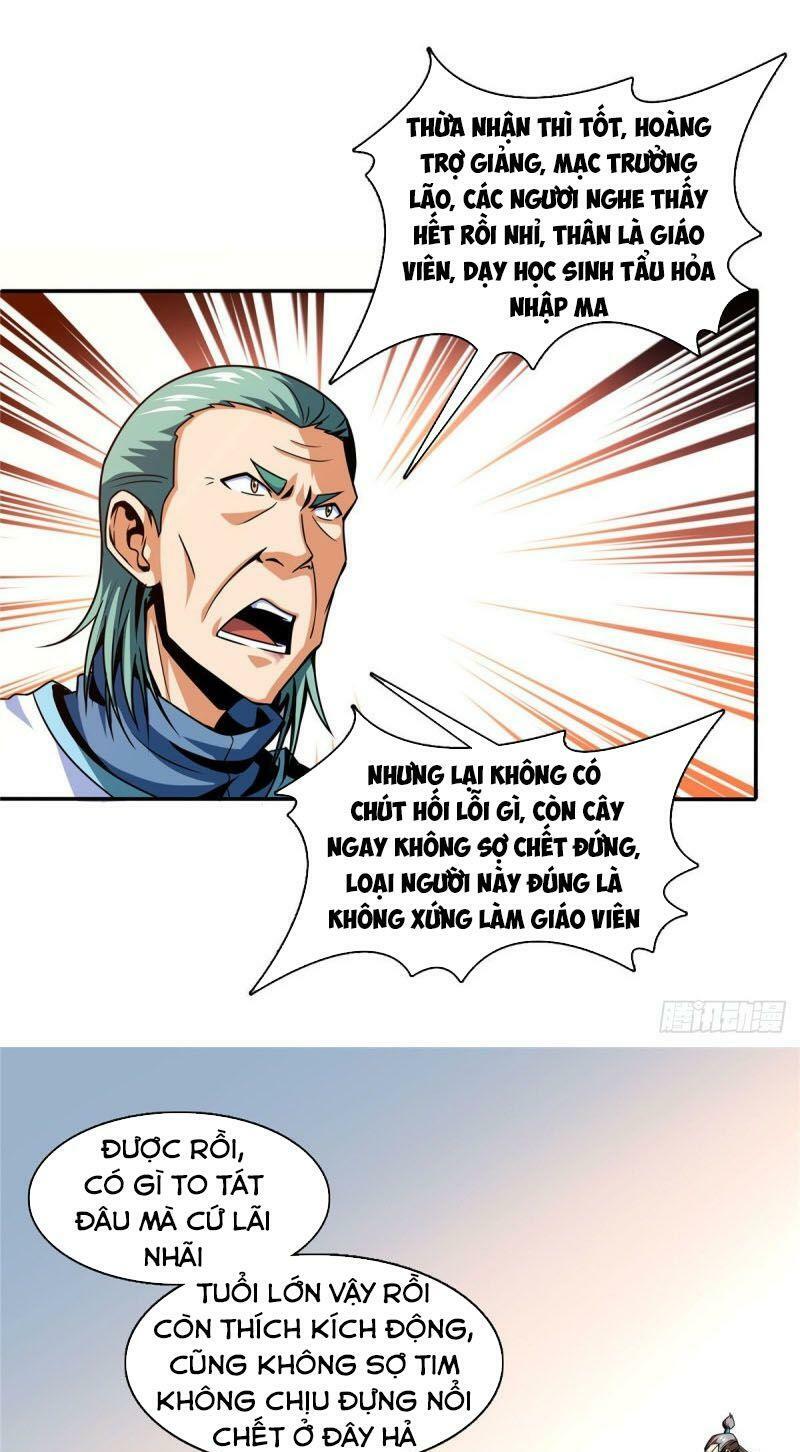 THỪA NHẬN THÌ TỐT, HOÀNG
TRỢ GIẢNG, MẠC TRƯỞNG
LÃO, CÁC NGƯƠI NGHE THẤY
HẾT RỒI NHỈ, THÂN LÀ GIÁO
VIÊN, DẠY HỌC SINH TẨU HỎA
NHẬP MA
NHƯNG LẠI KHÔNG CÓ
CHÚT HỐI LỖI GÌ, CÒN CÂY
NGAY KHÔNG SỢ CHẾT ĐỨNG,
LOẠI NGƯỜI NÀY ĐÚNG LÀ
KHÔNG XỨNG LÀM GIÁO VIÊN
腾讯动漫
ĐƯỢC RỒI,
CÓ GÌ TO TÁT
ĐÂU MÀ CỨ LÃI
NHÃI
TUỔI LỚN VẬY RỒI
CÒN THÍCH KÍCH ĐỘNG,
CŨNG KHÔNG SỢ TIM
KHÔNG CHỊU ĐỰNG NỔI
CHẾT Ở ĐÂY HẢ